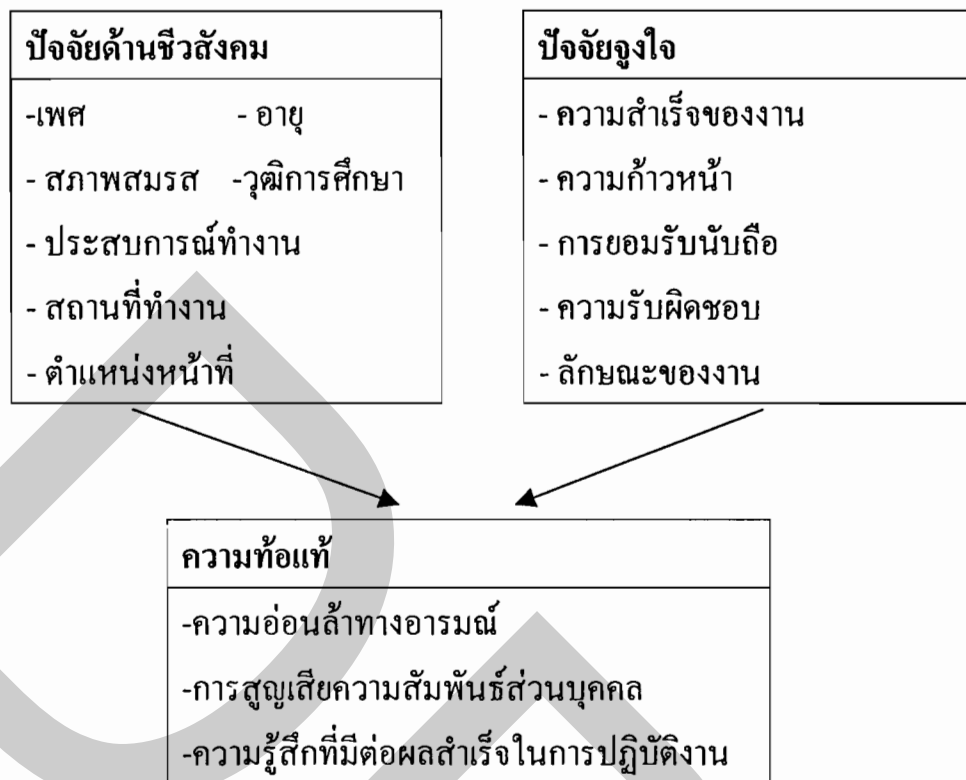 ปัจจัยด้านชีวสังคม
-เพศ - อายุ
- สภาพสมรส -วุฒิการศึกษา
- ประสบการณ์ทำงาน
- สถานที่ทำงาน
- ตำแหน่งหน้าที่
ปัจจัยจูงใจ
- ความสำเร็จของงาน
- ความก้าวหน้า
- การยอมรับนับถือ
- ความรับผิดชอบ
- ลักษณะของงาน
ความท้อแท้
-ความอ่อนล้าทางอารมณ์
-การสูญเสียความสัมพันธ์ส่วนบุคคล
-ความรู้สึกที่มีต่อผลสำเร็จในการปฏิบัติงาน